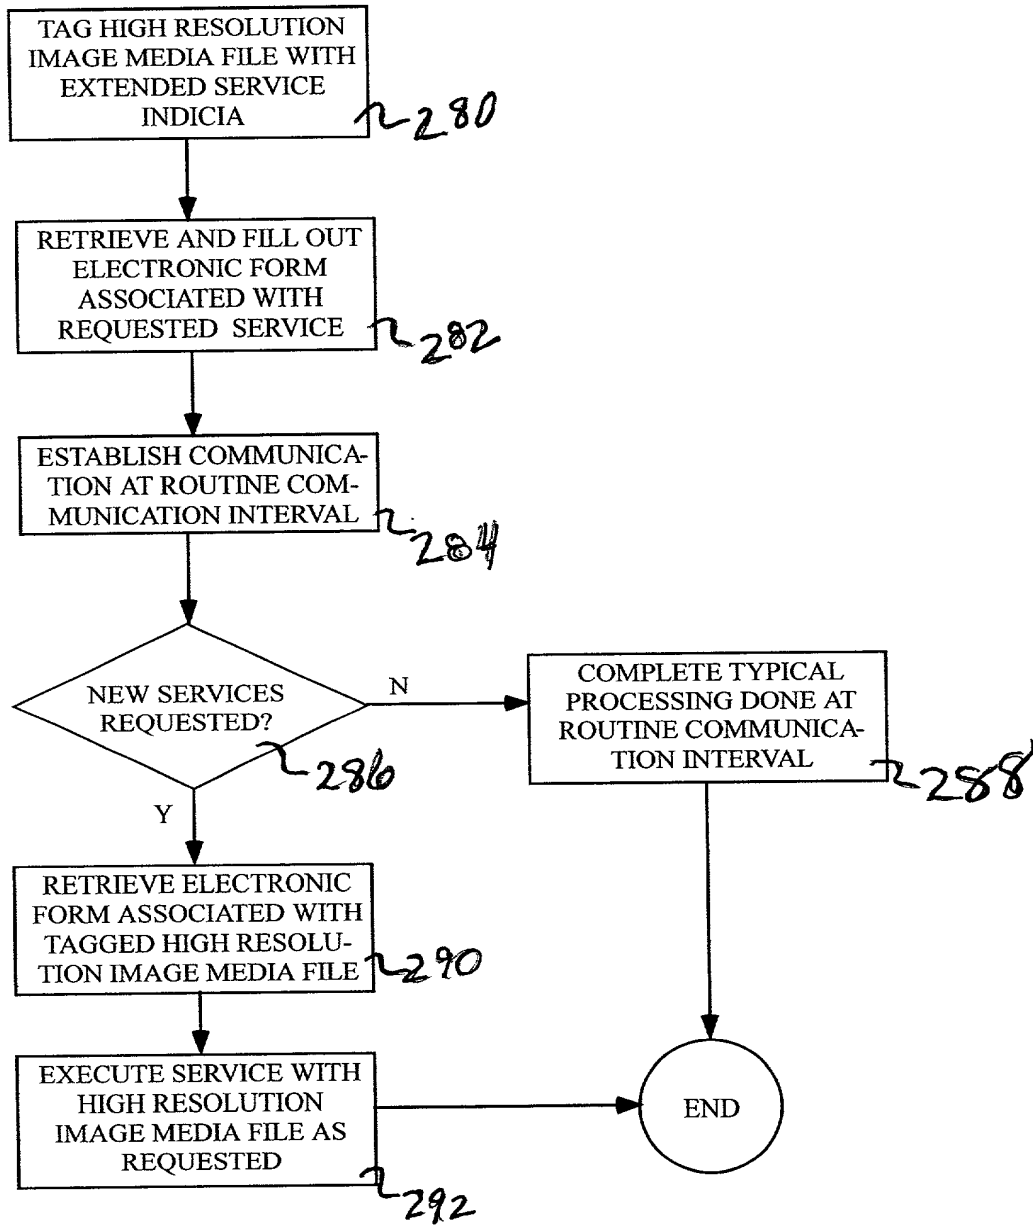 TAG HIGH RESOLUTION
IMAGE MEDIA FILE WITH
EXTENDED SERVICE
INDICIA
280
RETRIEVE AND FILL OUT
ELECTRONIC FORM
ASSOCIATED WITH
REQUESTED SERVICE
282
ESTABLISH COMMUNICA-
TION AT ROUTINE COM-
MUNICATION INTERVAL
284
NEW SERVICES
REQUESTED?
286
N
COMPLETE TYPICAL
PROCESSING DONE AT
ROUTINE COMMUNICA-
TION INTERVAL
288
Y
RETRIEVE ELECTRONIC
FORM ASSOCIATED WITH
TAGGED HIGH RESOLU-
TION IMAGE MEDIA FILE
290
EXECUTE SERVICE WITH
HIGH RESOLUTION
IMAGE MEDIA FILE AS
REQUESTED
292
END